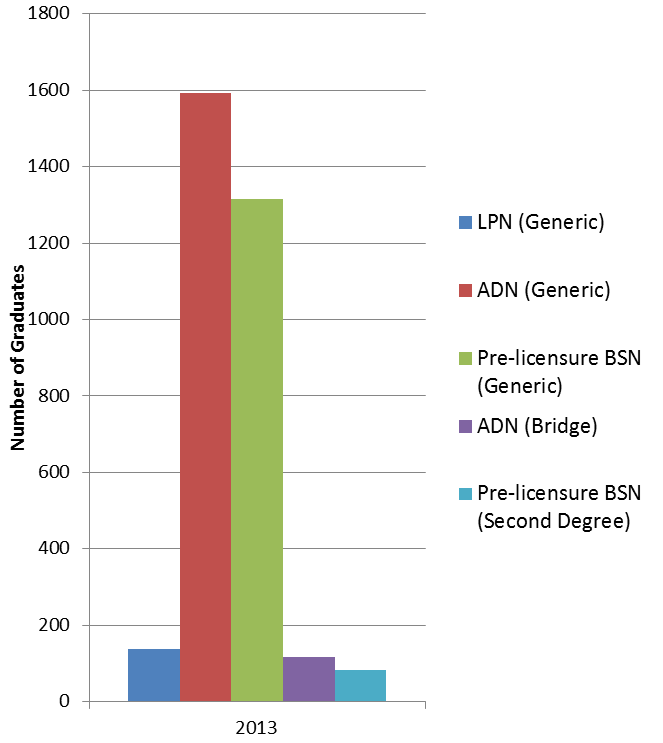 1800
1600
1400
1200
1000
800
600
400
200
0
Number of Graduates
2013
LPN (Generic)
ADN (Generic)
Pre-licensure BSN
(Generic)
ADN (Bridge)
Pre-licensure BSN
(Second Degree)